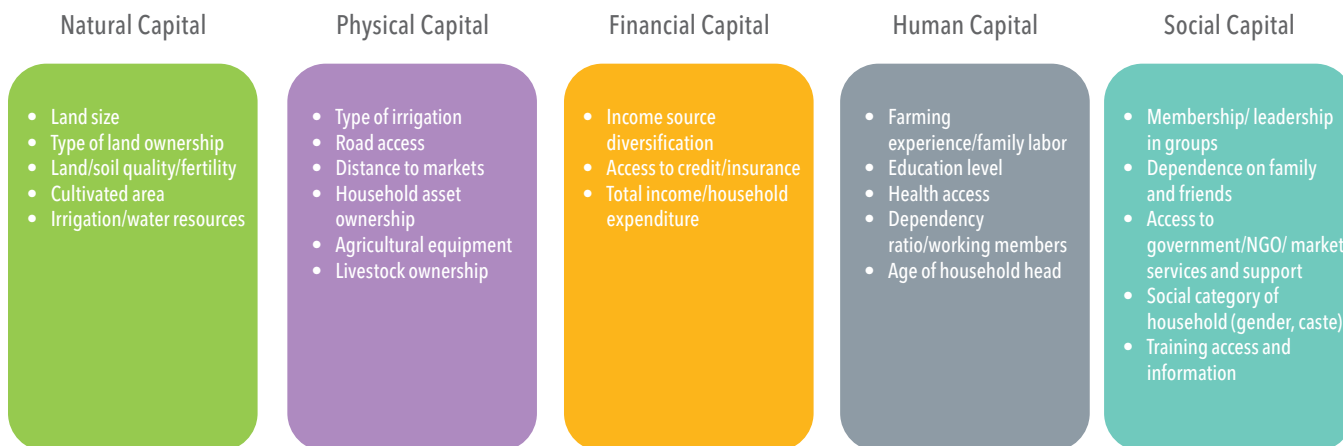 Natural Capital
• Land size
• Type of land ownership
• Land/soil quality/fertility
• Cultivated area
• Irrigation/water resources
Physical Capital
• Type of irrigation
• Road access
• Distance to markets
• Household asset
ownership
• Agricultural equipment
• Livestock ownership
Financial Capital
• Income source
diversification
• Access to credit/insurance
• Total income/household
expenditure
Human Capital
• Farming
experience/family labor
• Education level
• Health access
• Dependency
ratio/working members
• Age of household head
Social Capital
• Membership/ leadership
in groups
• Dependence on family
and friends
• Access to
government/NGO/ market
services and support
• Social category of
household (gender, caste)
• Training access and
information